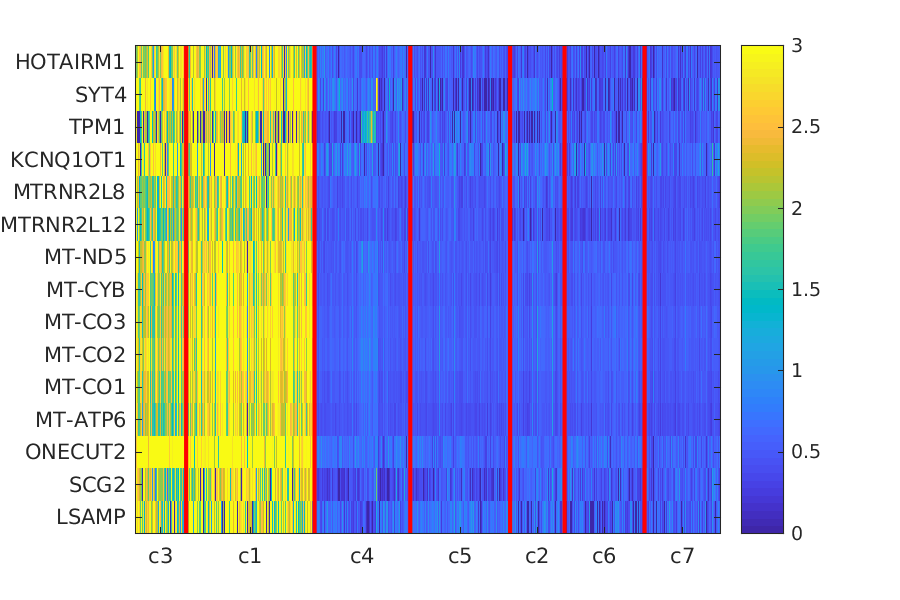 HOTAIRM1
SYT4
TPM1
KCNQ1OT1
MTRNR2L8
MTRNR2L12
MT-ND5
MT-CYB
MT-CO3
MT-CO2
MT-CO1
MT-ATP6
ONECUT2
SCG2
LSAMP
c3 c1 c4 c5 c2 c6 c7
3
2.5
2
1.5
1
0.5
0